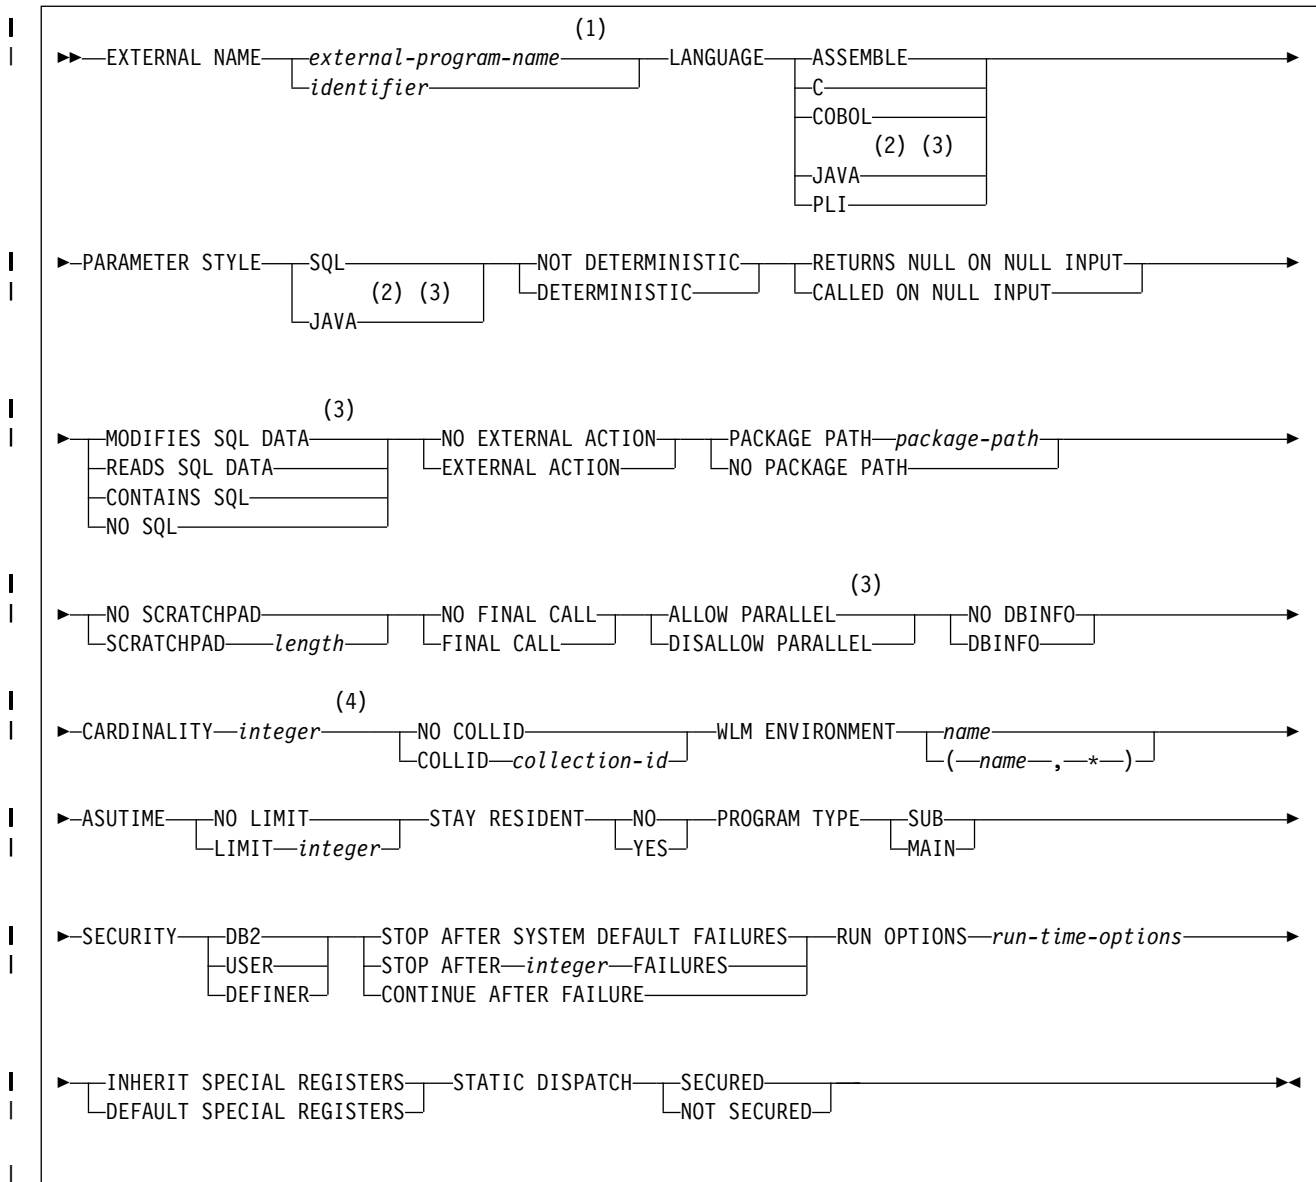 (1)
EXTERNAL NAME external-program-name LANGUAGE ASSEMBLE
identifier C
COBOL
(2) (3)
JAVA
PLI
PARAMETER STYLE SQL NOT DETERMINISTIC RETURNS NULL ON NULL INPUT
(2) (3) DETERMINISTIC CALLED ON NULL INPUT
JAVA
(3)
MODIFIES SQL DATA NO EXTERNAL ACTION PACKAGE PATH package-path
READS SQL DATA EXTERNAL ACTION NO PACKAGE PATH
CONTAINS SQL
NO SQL
(3)
NO SCRATCHPAD NO FINAL CALL ALLOW PARALLEL NO DBINFO
SCRATCHPAD length FINAL CALL DISALLOW PARALLEL DBINFO
(4)
CARDINALITY integer NO COLLID WLM ENVIRONMENT name
COLLID collection-id ( name , * )
ASUTIME NO LIMIT STAY RESIDENT NO PROGRAM TYPE SUB
LIMIT integer YES MAIN
SECURITY DB2 STOP AFTER SYSTEM DEFAULT FAILURES RUN OPTIONS run-time-options
USER STOP AFTER integer FAILURES
DEFINER CONTINUE AFTER FAILURE
INHERIT SPECIAL REGISTERS STATIC DISPATCH SECURED
DEFAULT SPECIAL REGISTERS NOT SECURED